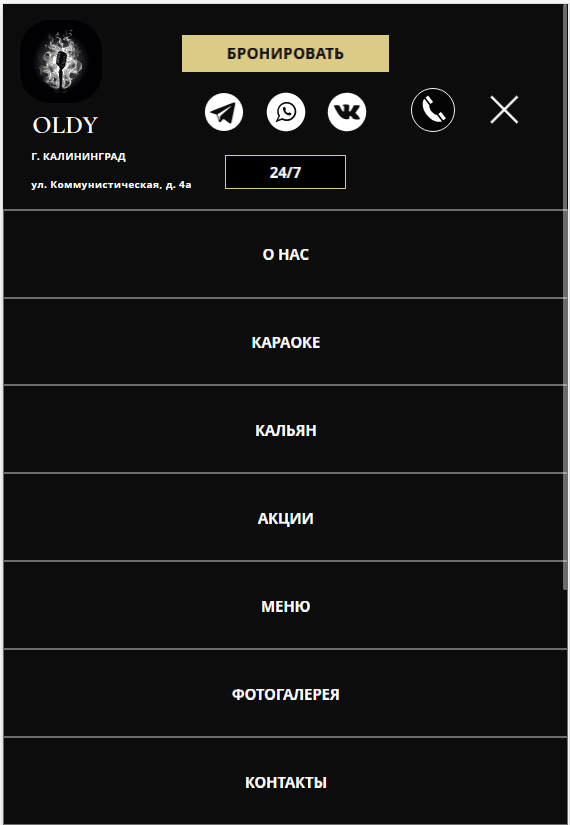 БРОНИРОВАТЬ
OLDY
Г. КАЛИНИНГРАД
ул. Коммунистическая, д. 4а
24/7
О НАС
КАРАОКЕ
КАЛЬЯН
АКЦИИ
МЕНЮ
ФОТОГАЛЕРЕЯ
КОНТАКТЫ